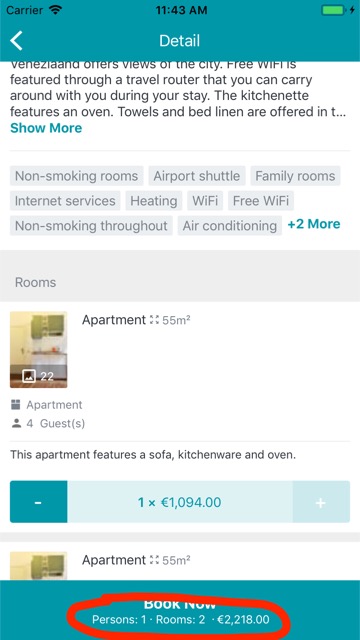 Carrier 11:43 AM
Detail
Veneziaand offers views of the city. Free WiFi is
featured through a travel router that you can carry
around with you during your stay. The kitchenette
features an oven. Towels and bed linen are offered in t...
Show More
Non-smoking rooms Airport shuttle Family rooms
Internet services Heating WiFi Free WiFi
Non-smoking throughout Air conditioning +2 More
Rooms
Apartment 55m²
22
Apartment
4 Guest(s)
This apartment features a sofa, kitchenware and oven.
- 1 × €1,094.00 +
Apartment 55m²
Book Now
Persons: 1 · Rooms: 2 · €2,218.00